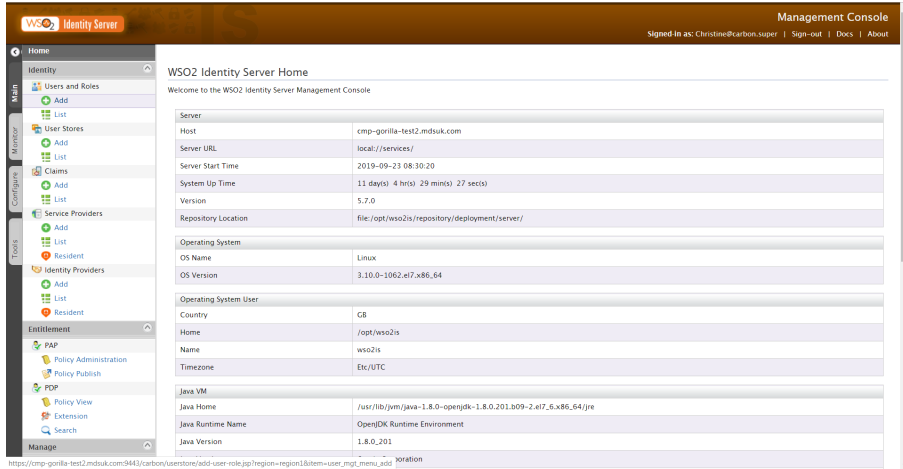 WSO2 Identity Server
Management Console
Signed-in as: Christine@carbon.super | Sign-out | Docs | About
Home
Main
Monitor
Configure
Tools
Identity
Users and Roles
Add
List
User Stores
Add
List
Claims
Add
List
Service Providers
Add
List
Resident
Identity Providers
Add
List
Resident
Entitlement
PAP
Policy Administration
Policy Publish
PDP
Policy View
Extension
Search
Manage
WSO2 Identity Server Home
Welcome to the WSO2 Identity Server Management Console
Server
Host cmp-gorilla-test2.mdsuk.com
Server URL local://services/
Server Start Time 2019-09-23 08:30:20
System Up Time 11 day(s) 4 hr(s) 29 min(s) 27 sec(s)
Version 5.7.0
Repository Location file:/opt/wso2is/repository/deployment/server/
Operating System
OS Name Linux
OS Version 3.10.0-1062.el7.x86_64
Operating System User
Country GB
Home /opt/wso2is
Name wso2is
Timezone Etc/UTC
Java VM
Java Home /usr/lib/jvm/java-1.8.0-openjdk-1.8.0.201.b09-2.el7_6.x86_64/jre
Java Runtime Name OpenJDK Runtime Environment
Java Version 1.8.0_201
https://cmp-gorilla-test2.mdsuk.com:9443/carbon/userstore/add-user-role.jsp?region=region1&item=user_mgt_menu_add